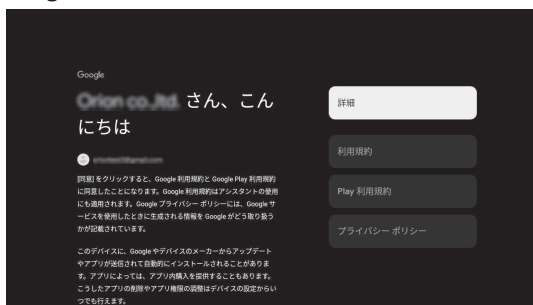 Google
さん、こん
にちは
[同意] をクリックすると、Google 利用規約と Google Play 利用規約
に同意したことになります。Google 利用規約はアシスタントの使用
にも適用されます。Google プライバシー ポリシーには、Google サ
ービスを使用したときに生成される情報を Google がどう取り扱う
かが記載されています。
このデバイスに、Google やデバイスのメーカーからアップデート
やアプリが送信されて自動的にインストールされることがありま
す。アプリによっては、アプリ内購入を提供することもあります。
こうしたアプリの削除やアプリ権限の調整はデバイスの設定からい
つでも行えます。
詳細
利用規約
Play 利用規約
プライバシー ポリシー